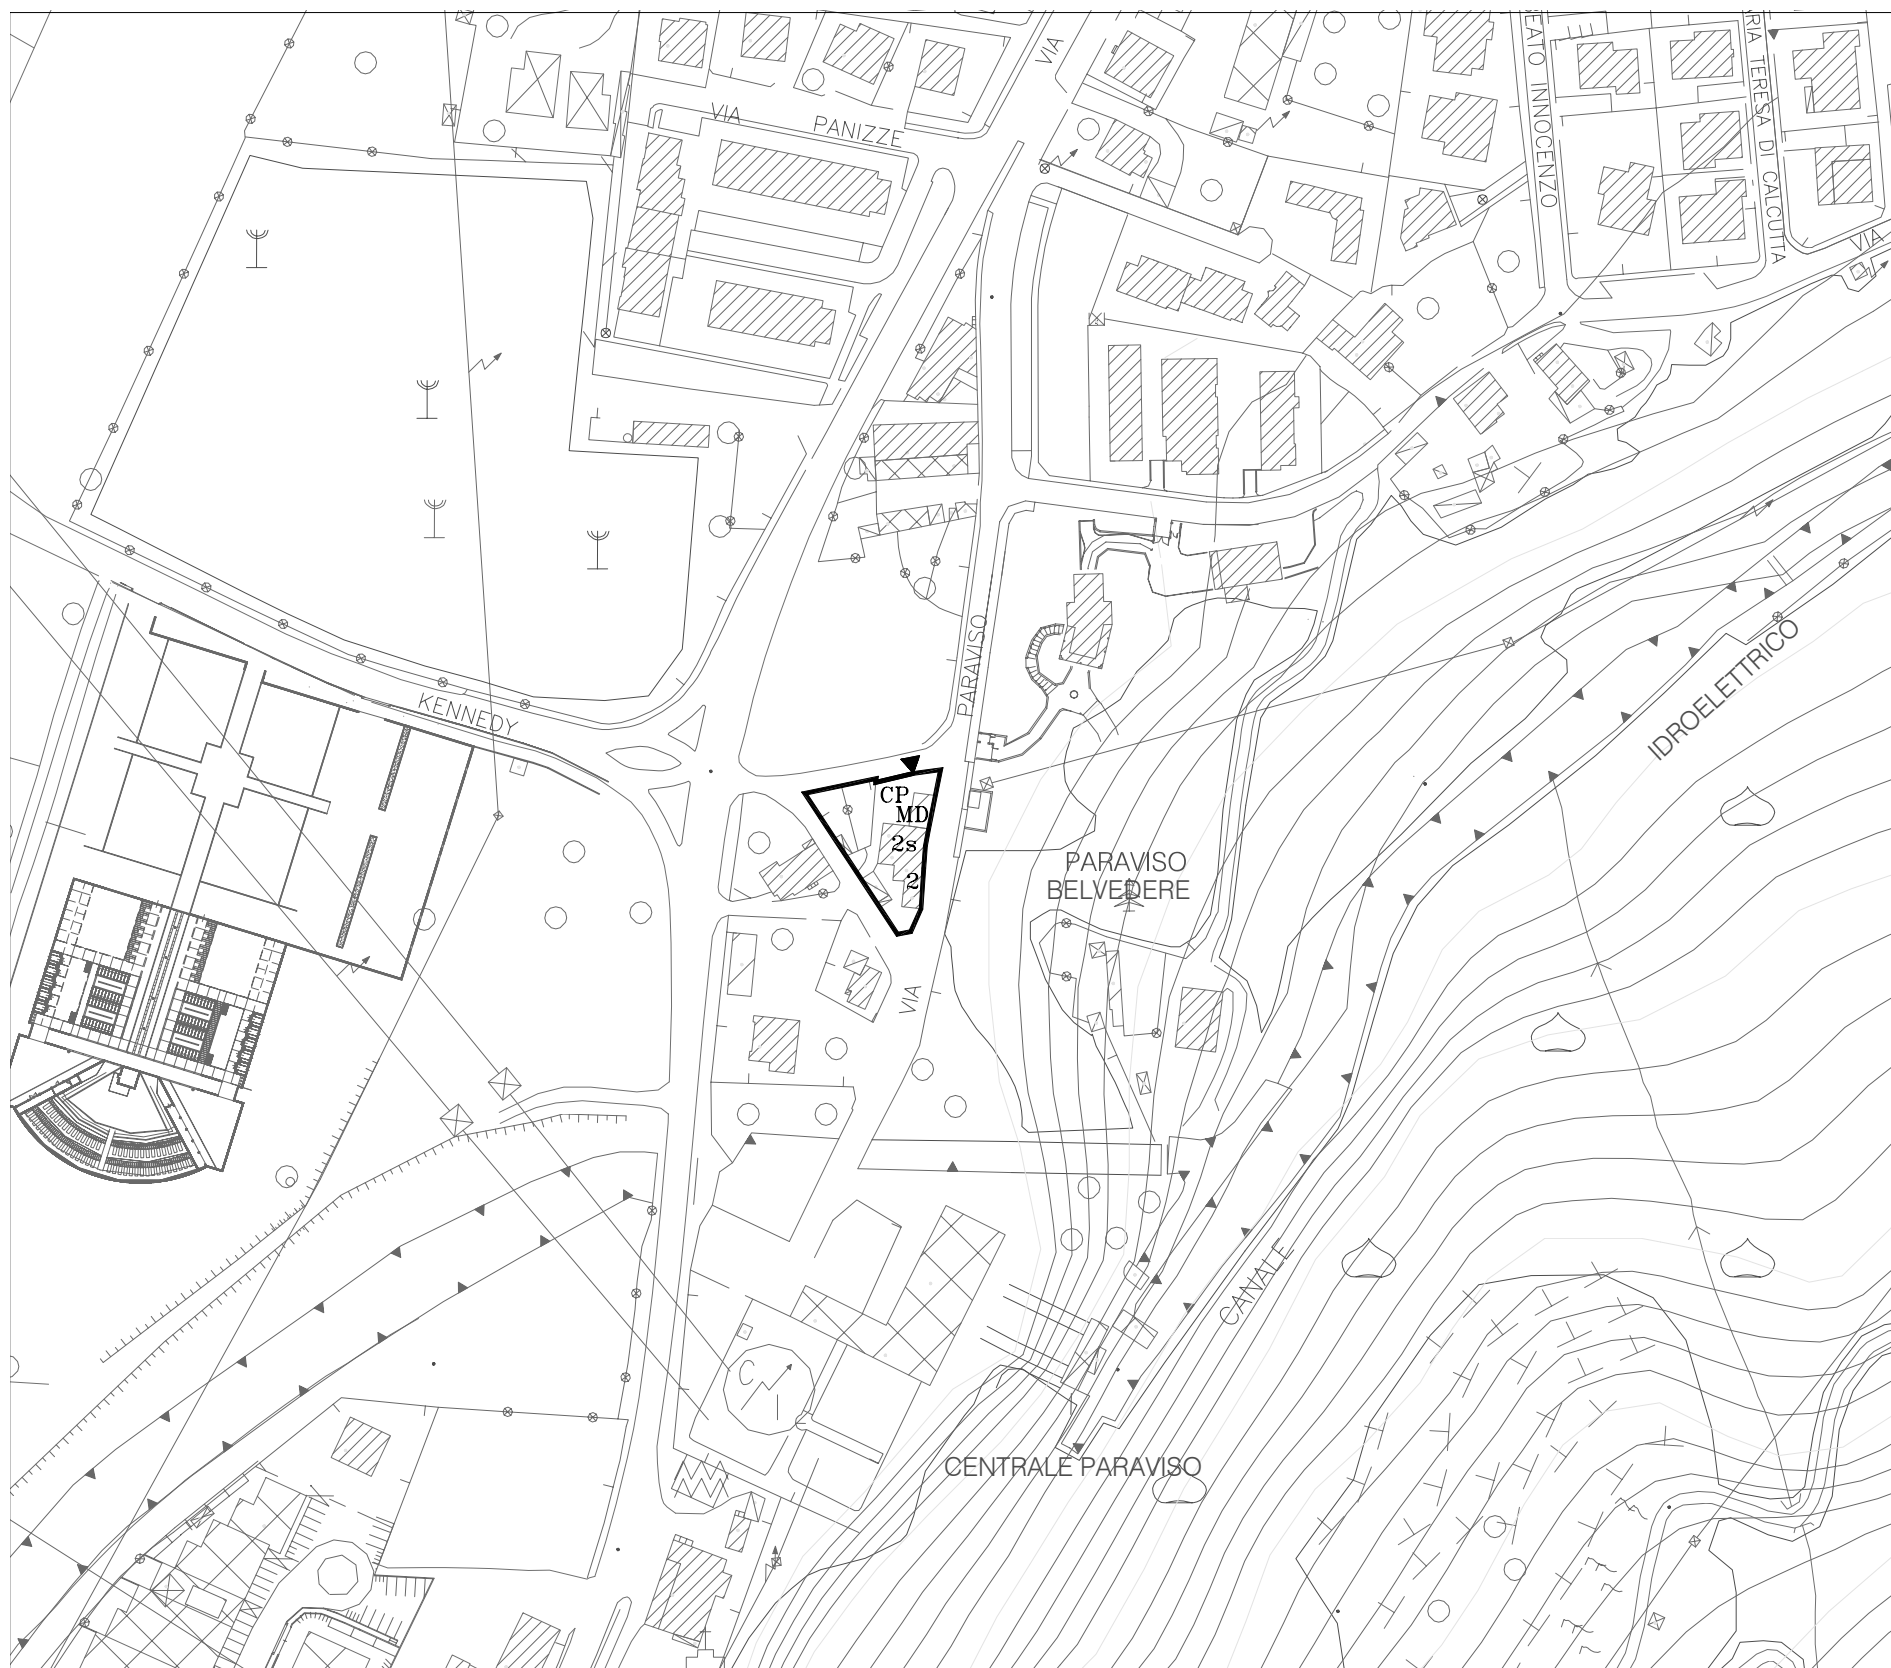 VIA
VIA
PANIZZE
BEATO INNOCENZO
TERESA DI CALCUTTA
VIA
PARAVISO
KENNEDY
IDROELETTRICO
CP
MD
2s
2
PARAVISO
BELVEDERE
VIA
CANALE
C
CENTRALE PARAVISO